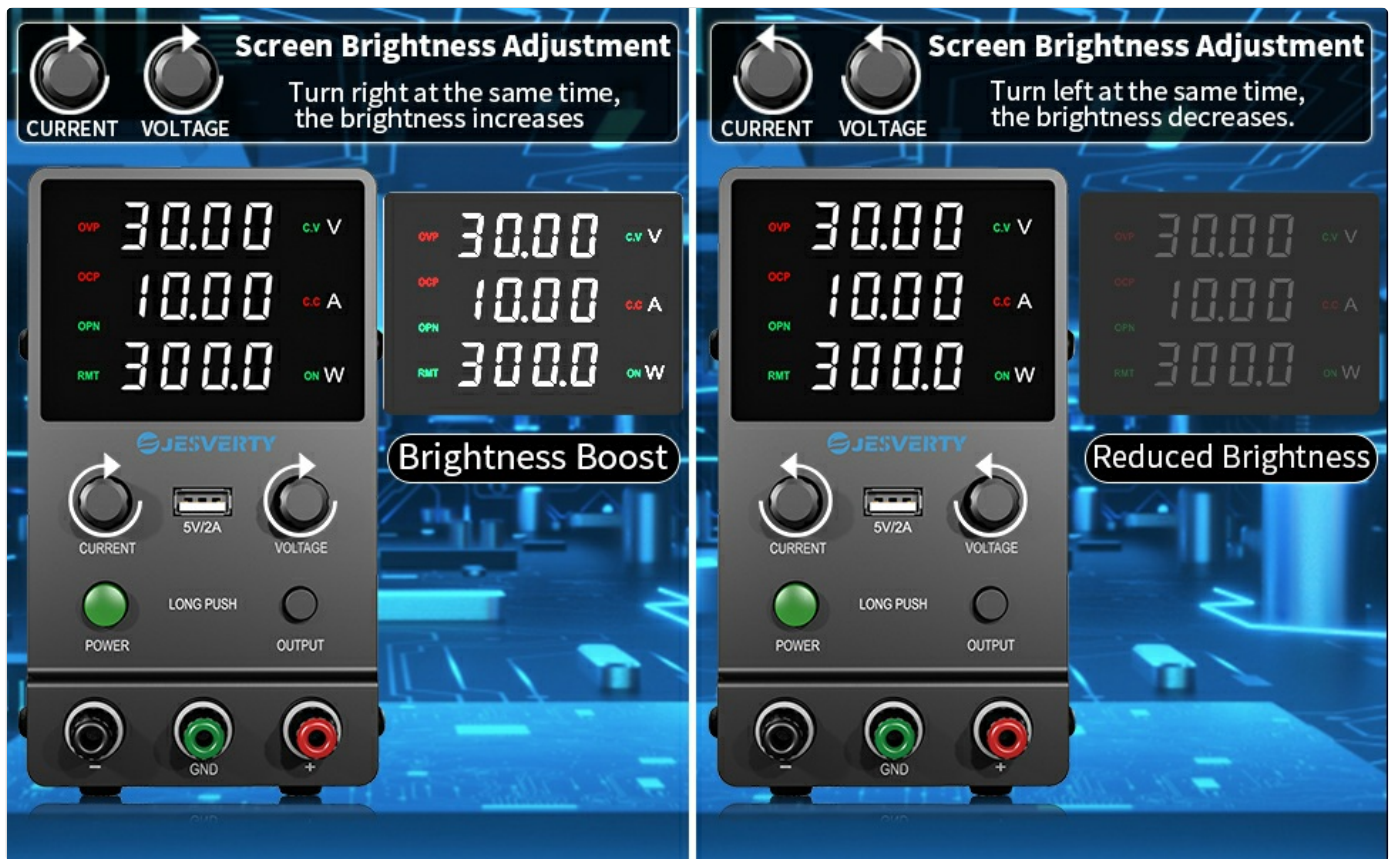 Screen Brightness Adjustment
Turn right at the same time,
the brightness increases
CURRENT VOLTAGE
OVP 30.00 C.V V
OCP 10.00 C.C A
OPN
RMT 300.0 ON W
OVP 30.00 C.V V
OCP 10.00 C.C A
OPN
RMT 300.0 ON W
JESVERTY
Brightness Boost
5V/2A
CURRENT VOLTAGE
LONG PUSH
POWER OUTPUT
− GND +
GND
Screen Brightness Adjustment
Turn left at the same time,
the brightness decreases.
CURRENT VOLTAGE
OVP 30.00 C.V V
OCP 10.00 C.C A
OPN
RMT 300.0 ON W
OVP 30.00 C.V V
OCP 10.00 C.C A
OPN
RMT 300.0 ON W
JESVERTY
Reduced Brightness
5V/2A
CURRENT VOLTAGE
LONG PUSH
POWER OUTPUT
− GND +
GND